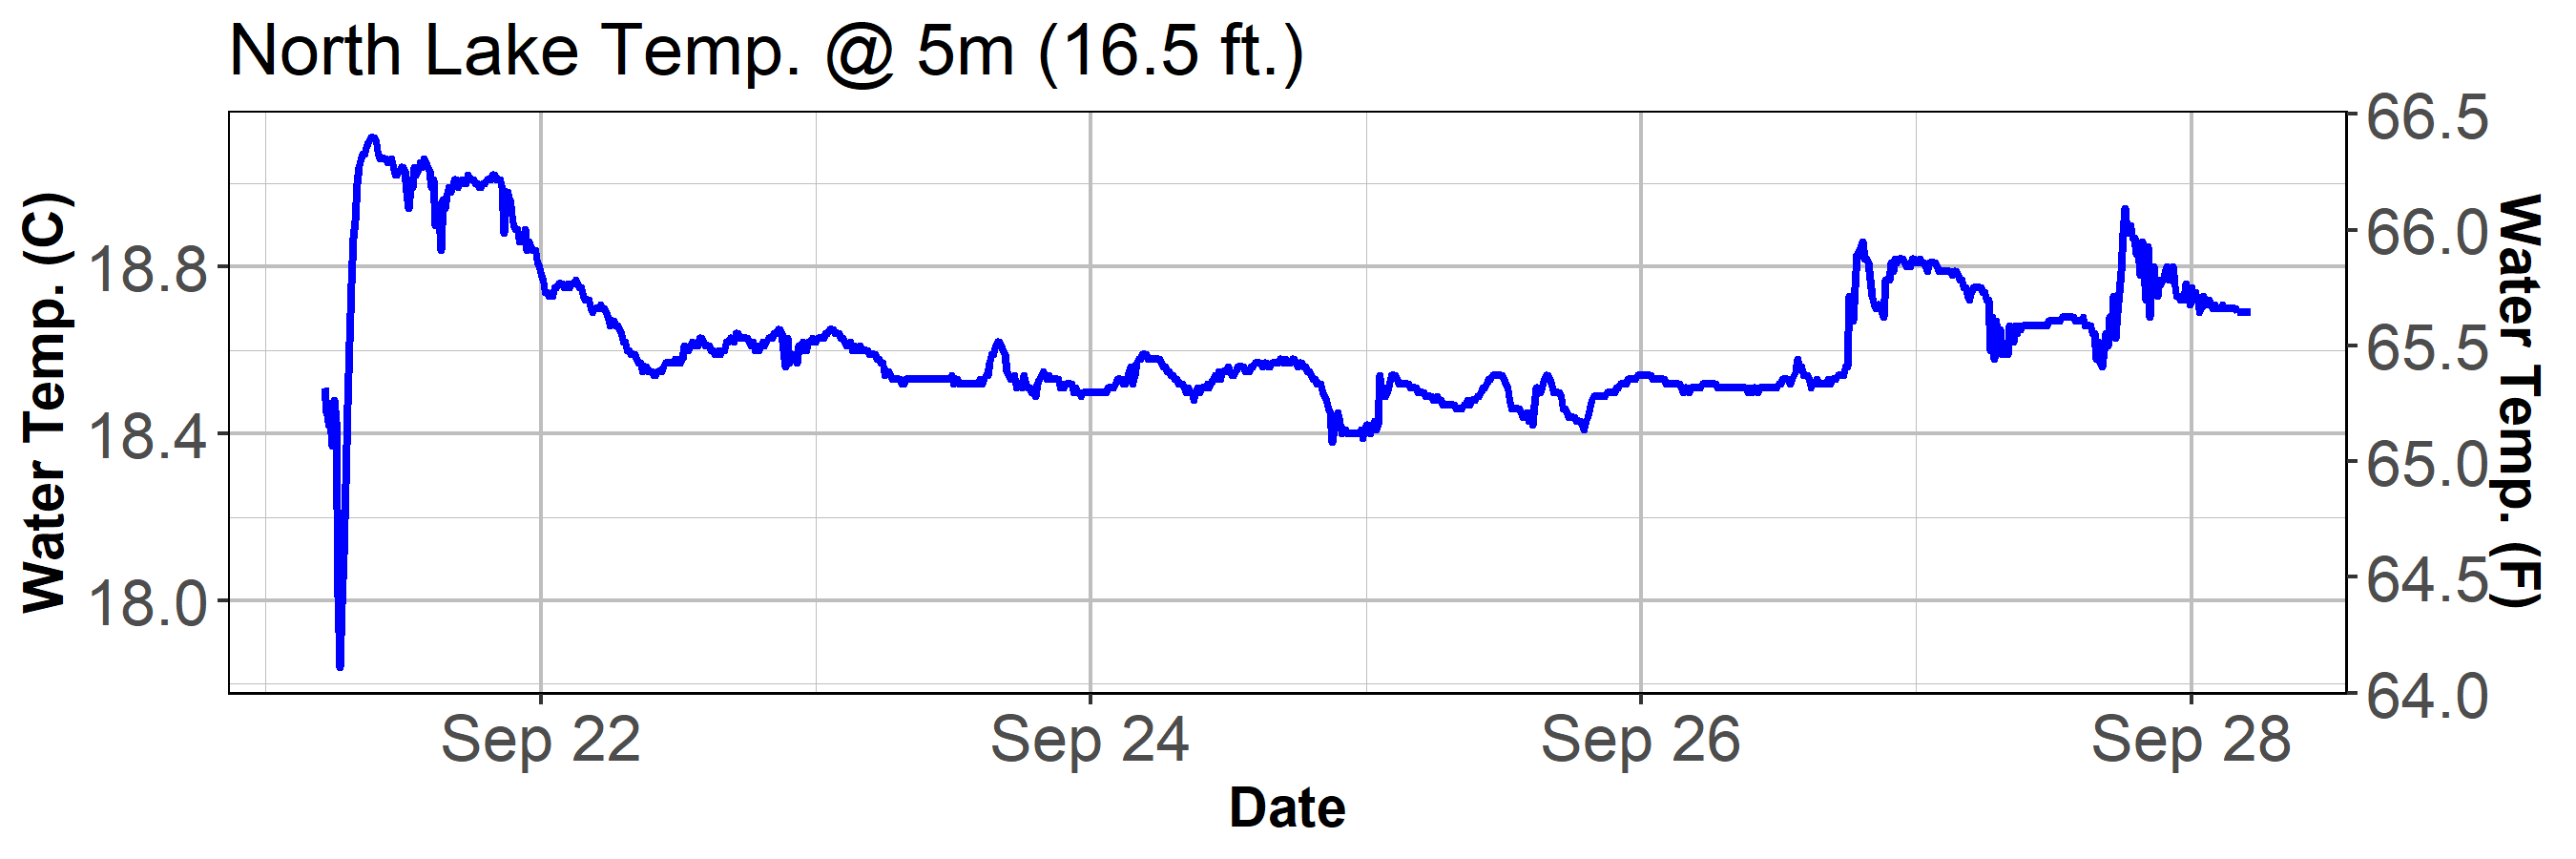 North Lake Temp. @ 5m (16.5 ft.)
Water Temp. (C)
18.8
18.4
18.0
66.5
66.0
65.5
65.0
64.5
64.0
Water Temp. (F)
Sep 22
Sep 24
Sep 26
Sep 28
Date